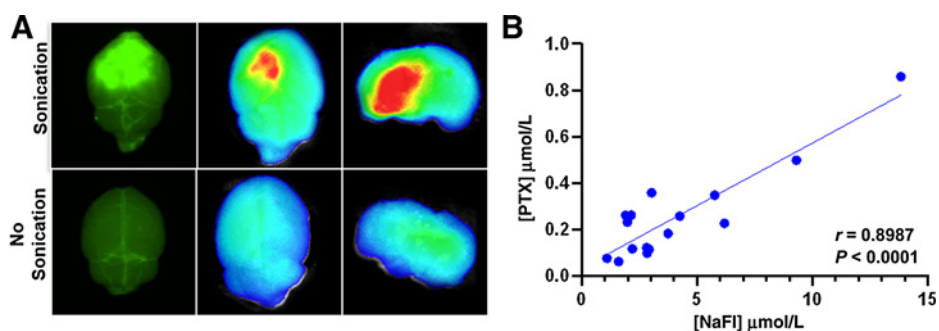 A
Sonication
No
Sonication
B
[PTX] μmol/L
1.0
0.8
0.6
0.4
0.2
0.0
r = 0.8987
P < 0.0001
0 5 10 15
[NaFl] μmol/L